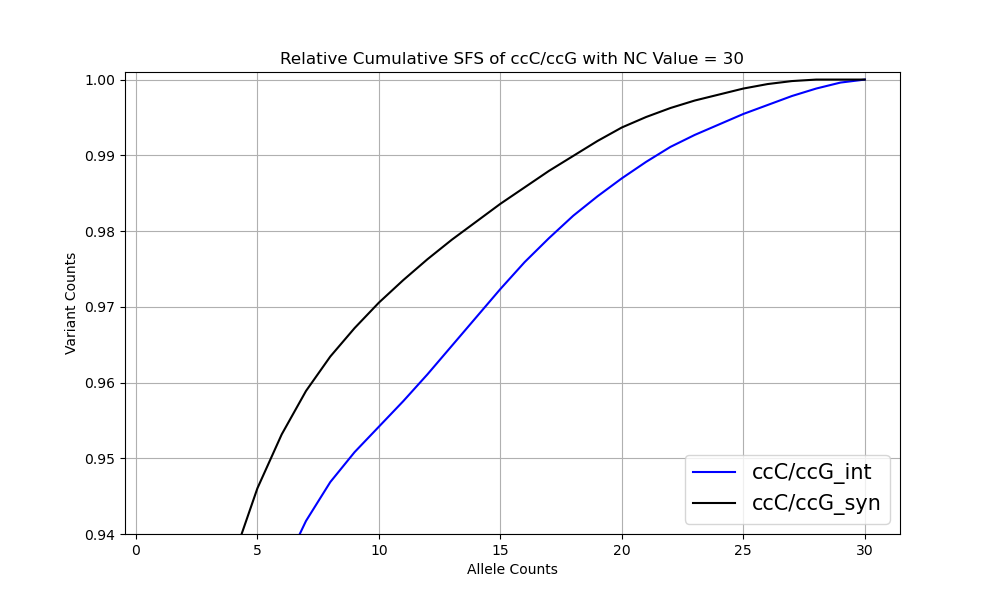 Relative Cumulative SFS of ccC/ccG with NC Value = 30
1.00
0.99
0.98
0.97
0.96
0.95
0.94
Variant Counts
0 5 10 15 20 25 30
Allele Counts
ccC/ccG_int
ccC/ccG_syn